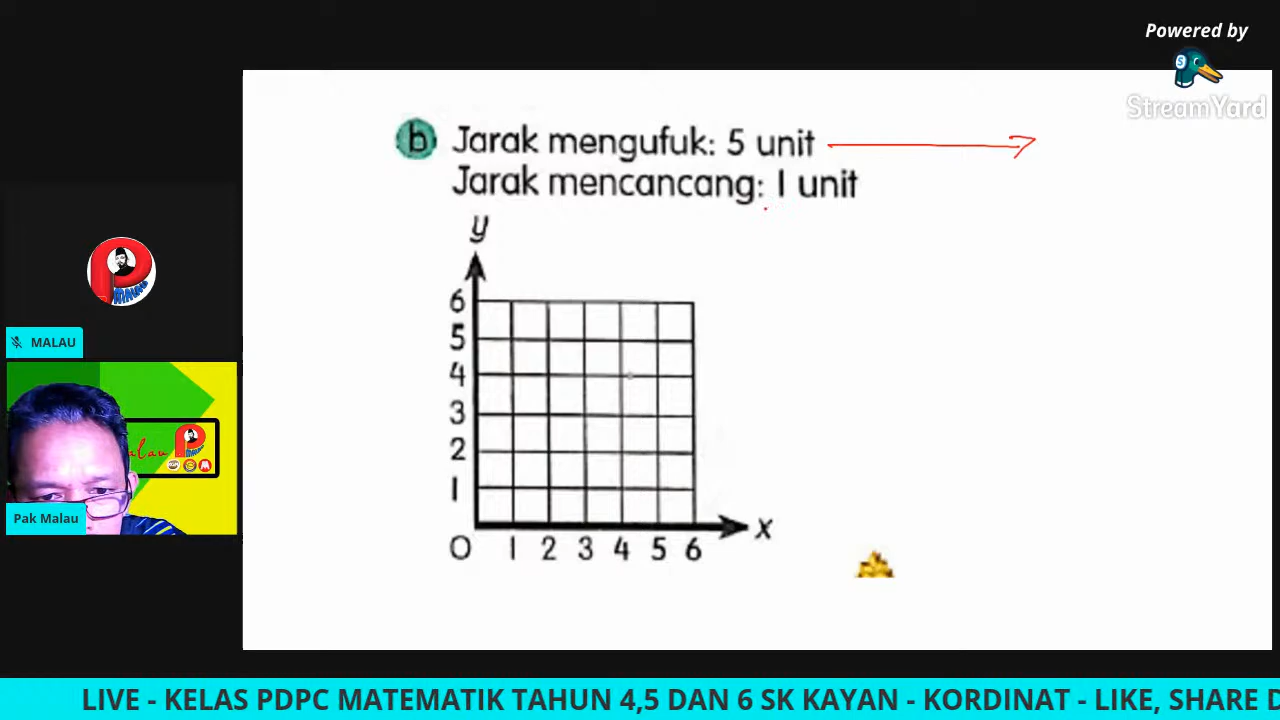 Powered by
StreamYard
b Jarak mengufuk: 5 unit
Jarak mencancang: 1 unit
y
6
5
4
3
2
1
0 1 2 3 4 5 6 x
P
MALAU
MALAU
Pak Malau
LIVE - KELAS PDPC MATEMATIK TAHUN 4,5 DAN 6 SK KAYAN - KORDINAT - LIKE, SHARE D